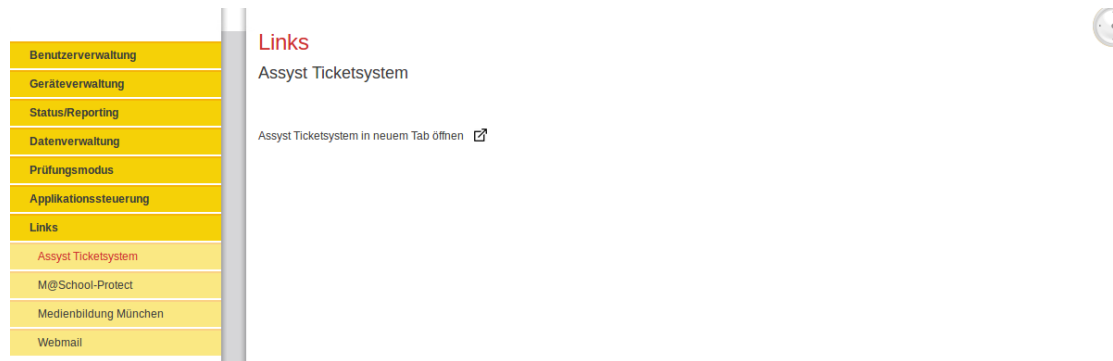 Benutzerverwaltung
Geräteverwaltung
Status/Reporting
Datenverwaltung
Prüfungsmodus
Applikationssteuerung
Links
Assyst Ticketsystem
M@School-Protect
Medienbildung München
Webmail
Links
Assyst Ticketsystem
Assyst Ticketsystem in neuem Tab öffnen